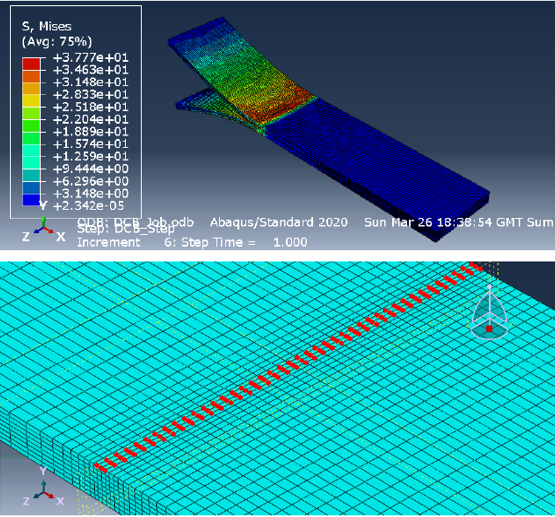 S, Mises
(Avg: 75%)
+3.777e+01
+3.463e+01
+3.148e+01
+2.833e+01
+2.518e+01
+2.204e+01
+1.889e+01
+1.574e+01
+1.259e+01
+9.444e+00
+6.296e+00
+3.148e+00
+2.342e-05
Y
Z X
ODB: DCB_Job.odb Abaqus/Standard 2020 Sun Mar 26 18:38:54 GMT Sum
Step: DCB_Step
Increment 6: Step Time = 1.000
Y
Z X